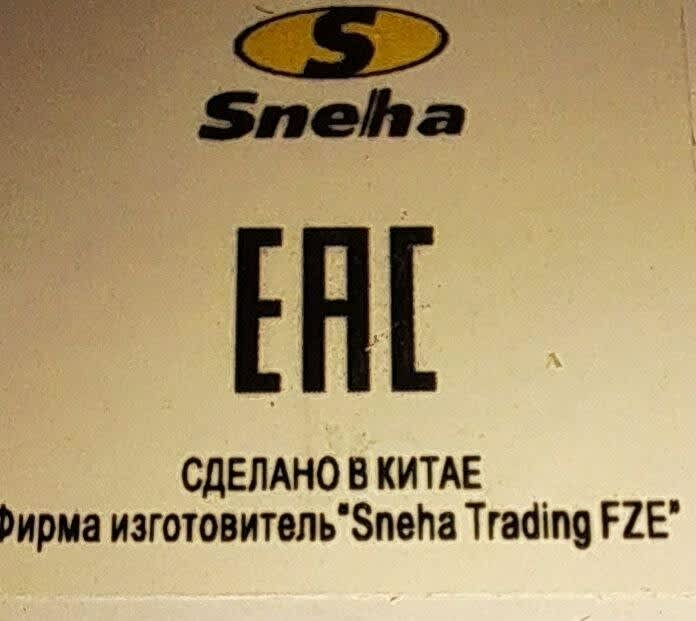 S
Sneha
EAC
СДЕЛАНО В КИТАЕ
Фирма изготовитель"Sneha Trading FZE"